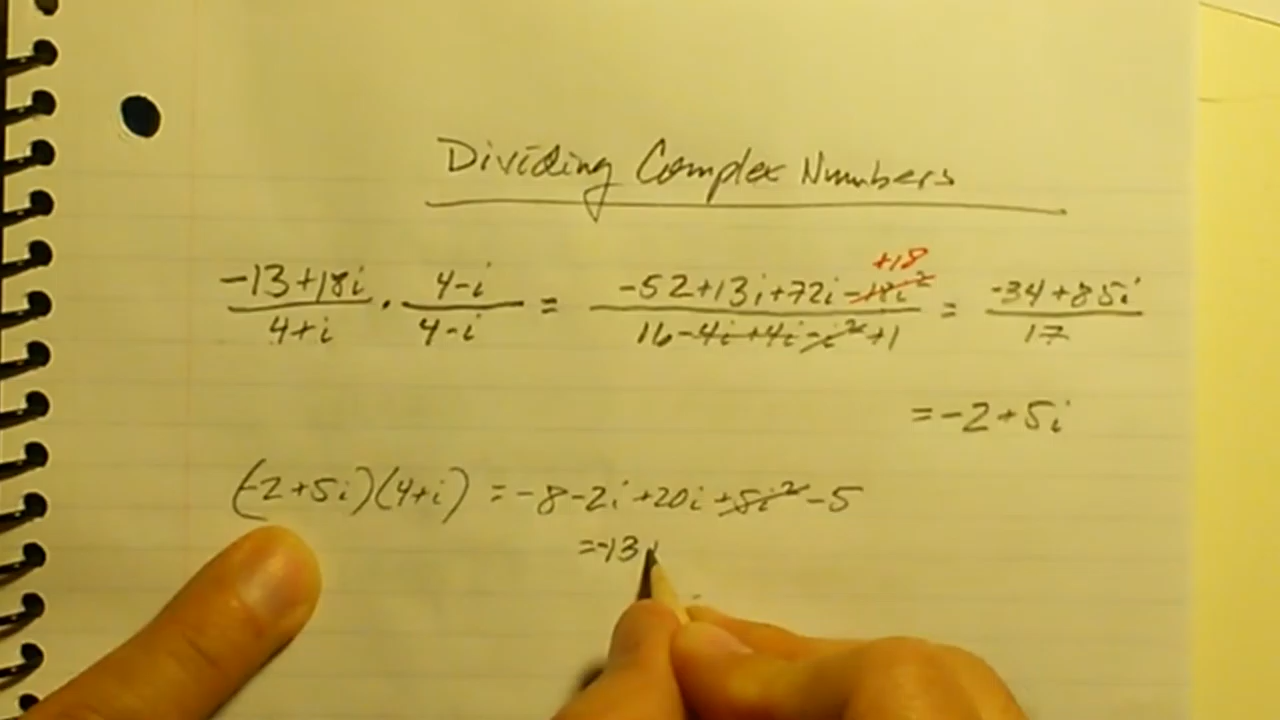 Dividing Complex Numbers
+18
-13+18i / 4+i · 4-i / 4-i = -52+13i+72i-18i² / 16-4i+4i-i²+1 = -34+85i / 17
=-2+5i
(-2+5i)(4+i) = -8-2i+20i+5i²-5
=-13